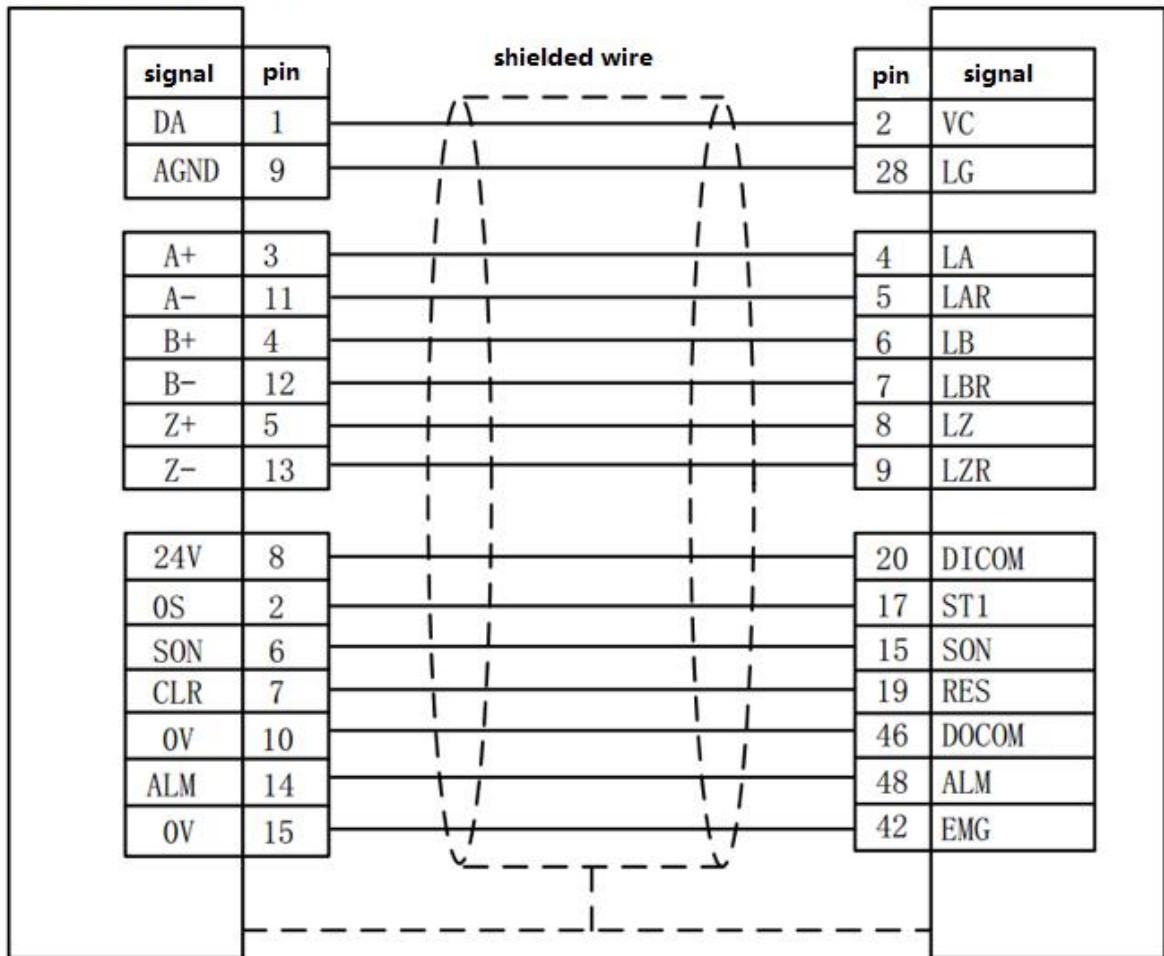 shielded wire
signal pin pin signal
DA 1 2 VC
AGND 9 28 LG
A+ 3 4 LA
A- 11 5 LAR
B+ 4 6 LB
B- 12 7 LBR
Z+ 5 8 LZ
Z- 13 9 LZR
24V 8 20 DICOM
OS 2 17 ST1
SON 6 15 SON
CLR 7 19 RES
0V 10 46 DOCOM
ALM 14 48 ALM
0V 15 42 EMG